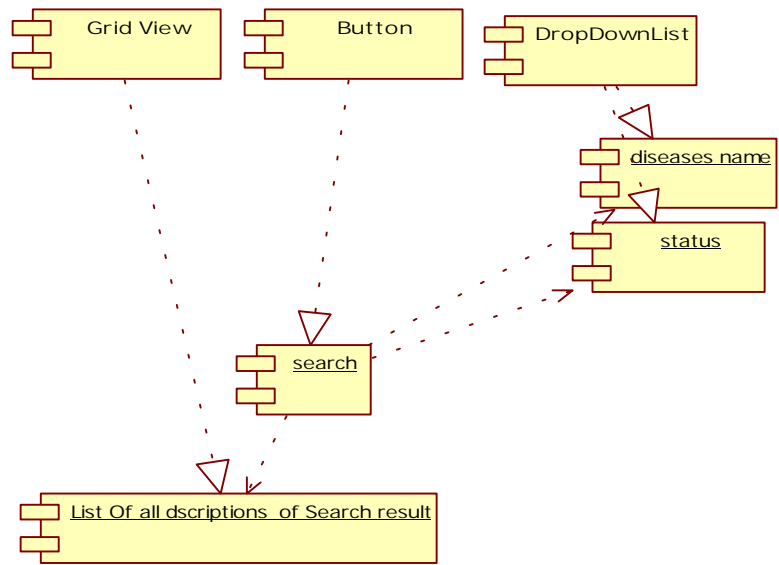 Grid View
Button
DropDownList
diseases name
status
search
List Of all dscriptions of Search result